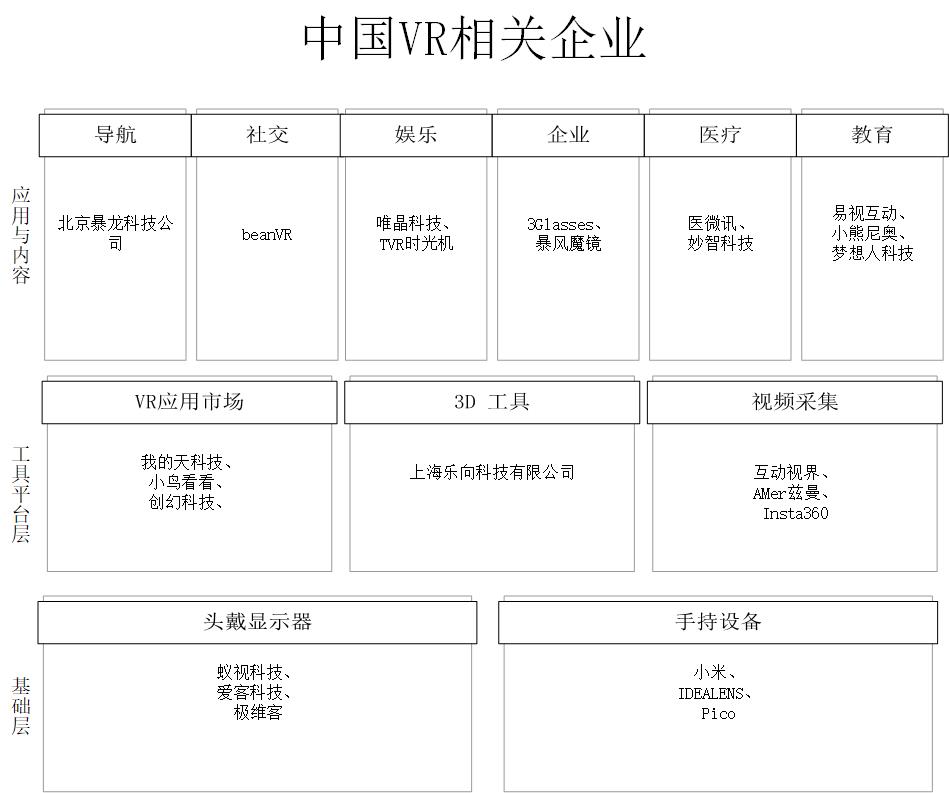 中国VR相关企业
应用与内容
导航
北京暴龙科技公
司
社交
beanVR
娱乐
唯晶科技、
TVR时光机
企业
3Glasses、
暴风魔镜
医疗
医微讯、
妙智科技
教育
易视互动、
小熊尼奥、
梦想人科技
工具平台层
VR应用市场
我的天科技、
小鸟看看、
创幻科技、
3D 工具
上海乐向科技有限公司
视频采集
互动视界、
AMer兹曼、
Insta360
基础层
头戴显示器
蚁视科技、
爱客科技、
极维客
手持设备
小米、
IDEALENS、
Pico